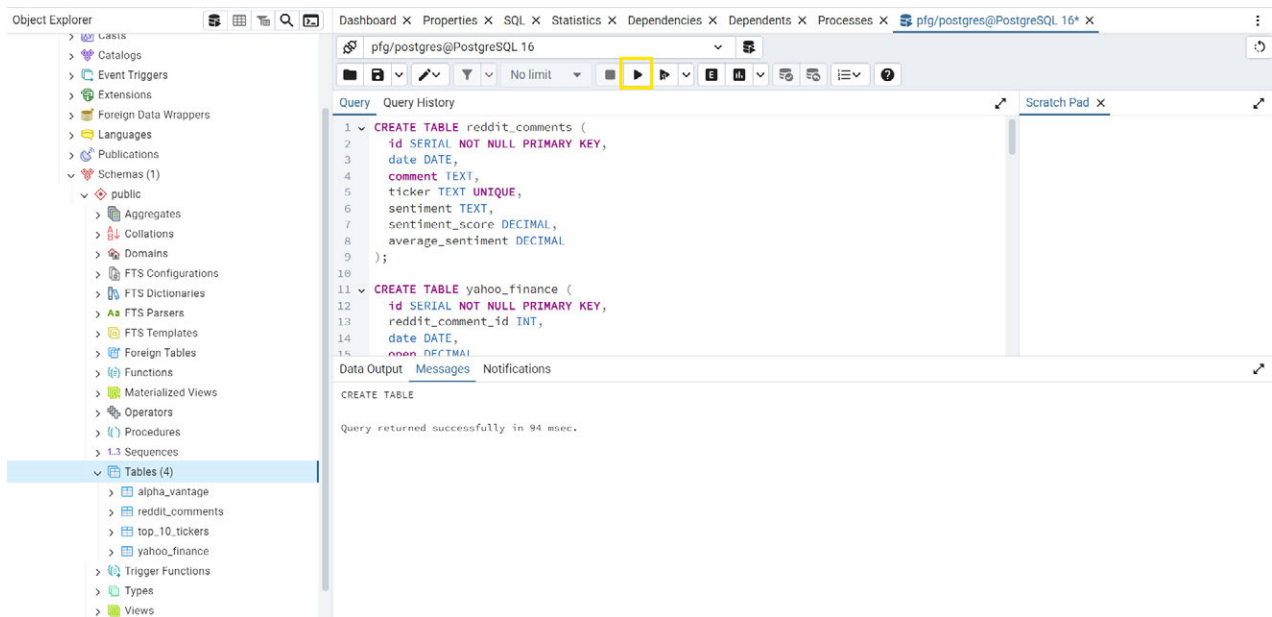 Object Explorer
Dashboard × Properties × SQL × Statistics × Dependencies × Dependents × Processes × pfg/postgres@PostgreSQL 16* ×
Casts
Catalogs
Event Triggers
Extensions
Foreign Data Wrappers
Languages
Publications
Schemas (1)
public
Aggregates
Collations
Domains
FTS Configurations
FTS Dictionaries
FTS Parsers
FTS Templates
Foreign Tables
Functions
Materialized Views
Operators
Procedures
1..3 Sequences
Tables (4)
alpha_vantage
reddit_comments
top_10_tickers
yahoo_finance
Trigger Functions
Types
Views
pfg/postgres@PostgreSQL 16
No limit
Query Query History
Scratch Pad ×
1 CREATE TABLE reddit_comments (
2 id SERIAL NOT NULL PRIMARY KEY,
3 date DATE,
4 comment TEXT,
5 ticker TEXT UNIQUE,
6 sentiment TEXT,
7 sentiment_score DECIMAL,
8 average_sentiment DECIMAL
9 );
10
11 CREATE TABLE yahoo_finance (
12 id SERIAL NOT NULL PRIMARY KEY,
13 reddit_comment_id INT,
14 date DATE,
15 open DECIMAL
Data Output Messages Notifications
CREATE TABLE
Query returned successfully in 94 msec.